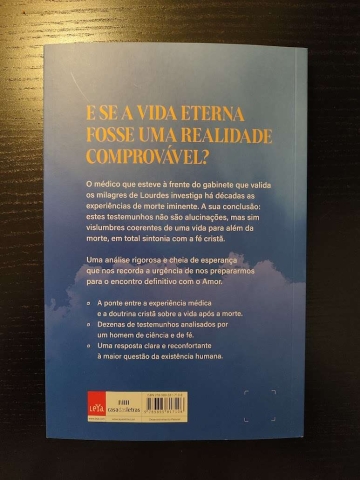 E SE A VIDA ETERNA
FOSSE UMA REALIDADE
COMPROVÁVEL?
O médico que esteve à frente do gabinete que valida
os milagres de Lourdes investiga há décadas as
experiências de morte iminente. A sua conclusão:
estes testemunhos não são alucinações, mas sim
vislumbres coerentes de uma vida para além da
morte, em total sintonia com a fé cristã.
Uma análise rigorosa e cheia de esperança
que nos recorda a urgência de nos prepararmos
para o encontro definitivo com o Amor.
A ponte entre a experiência médica
e a doutrina cristã sobre a vida após a morte.
Dezenas de testemunhos analisados por
um homem de ciência e de fé.
Uma resposta clara e reconfortante
à maior questão da existência humana.
LEYA
casadasletras